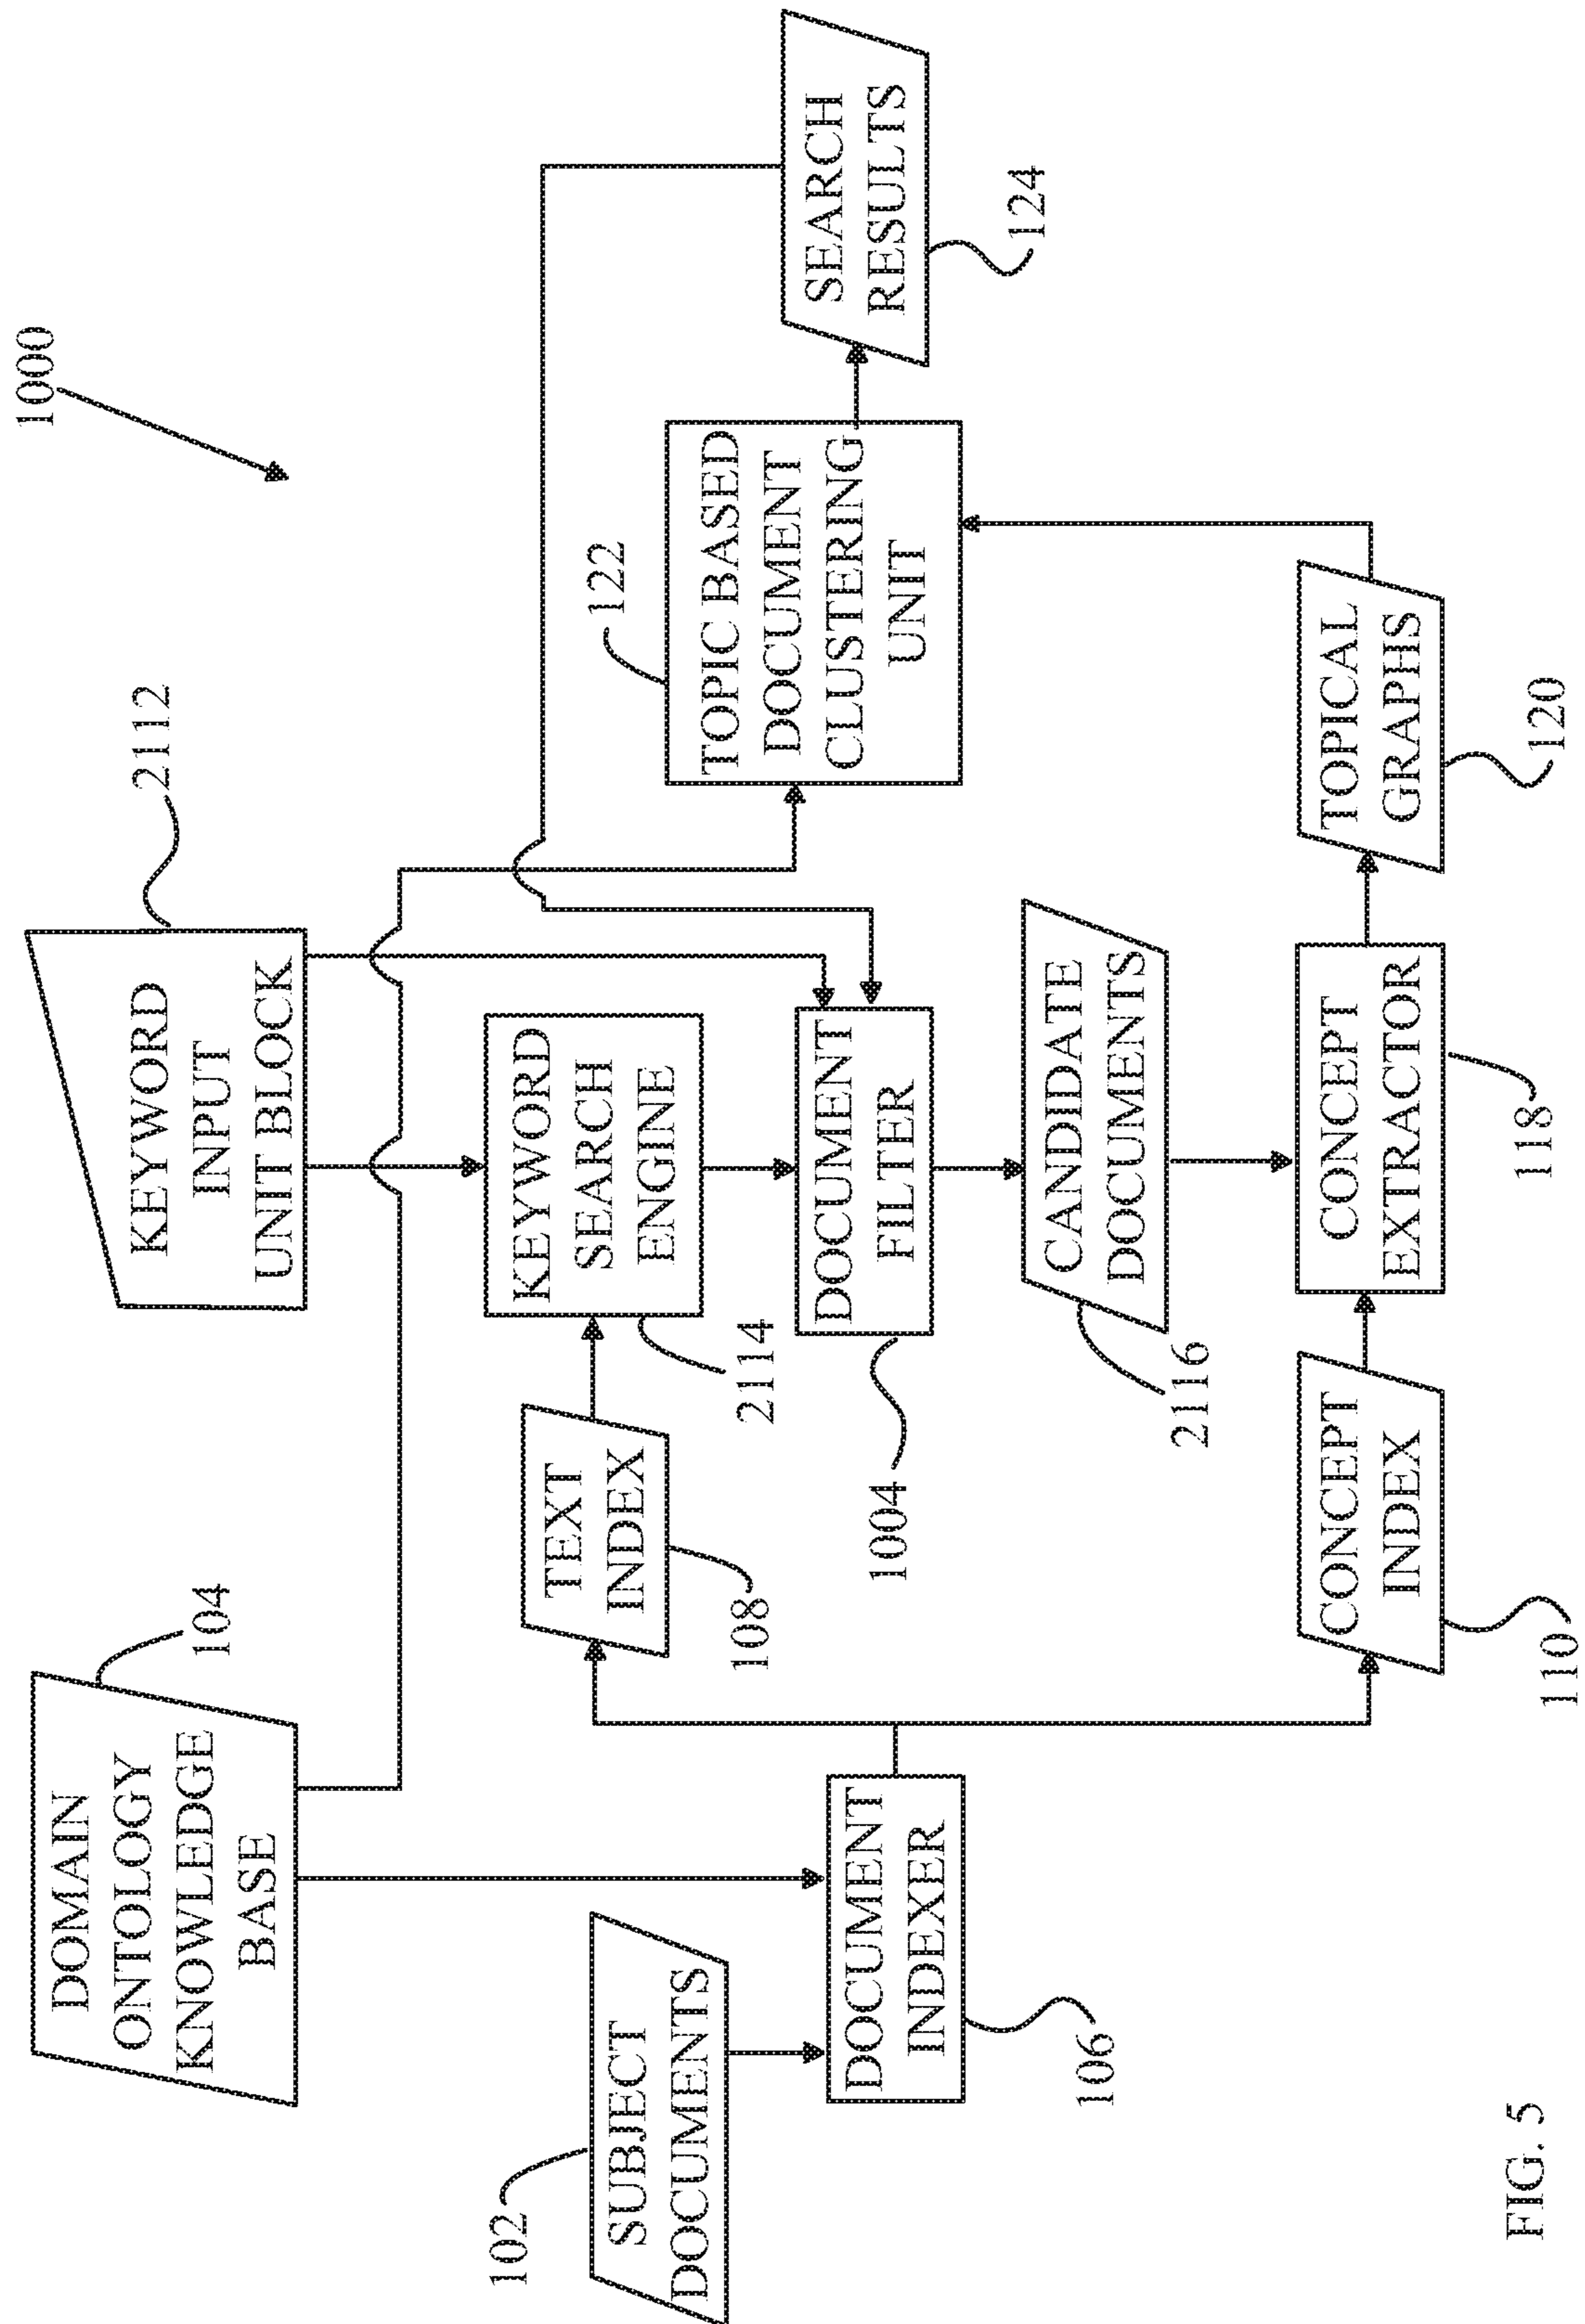 1000
DOMAIN
ONTOLOGY
KNOWLEDGE
BASE
104
KEYWORD
INPUT
UNIT BLOCK
2112
102
SUBJECT
DOCUMENTS
TEXT
INDEX
108
KEYWORD
SEARCH
ENGINE
2114
122
TOPIC BASED
DOCUMENT
CLUSTERING
UNIT
SEARCH
RESULTS
124
DOCUMENT
INDEXER
106
DOCUMENT
FILTER
1004
CANDIDATE
DOCUMENTS
2116
CONCEPT
INDEX
110
CONCEPT
EXTRACTOR
118
TOPICAL
GRAPHS
120
FIG. 5